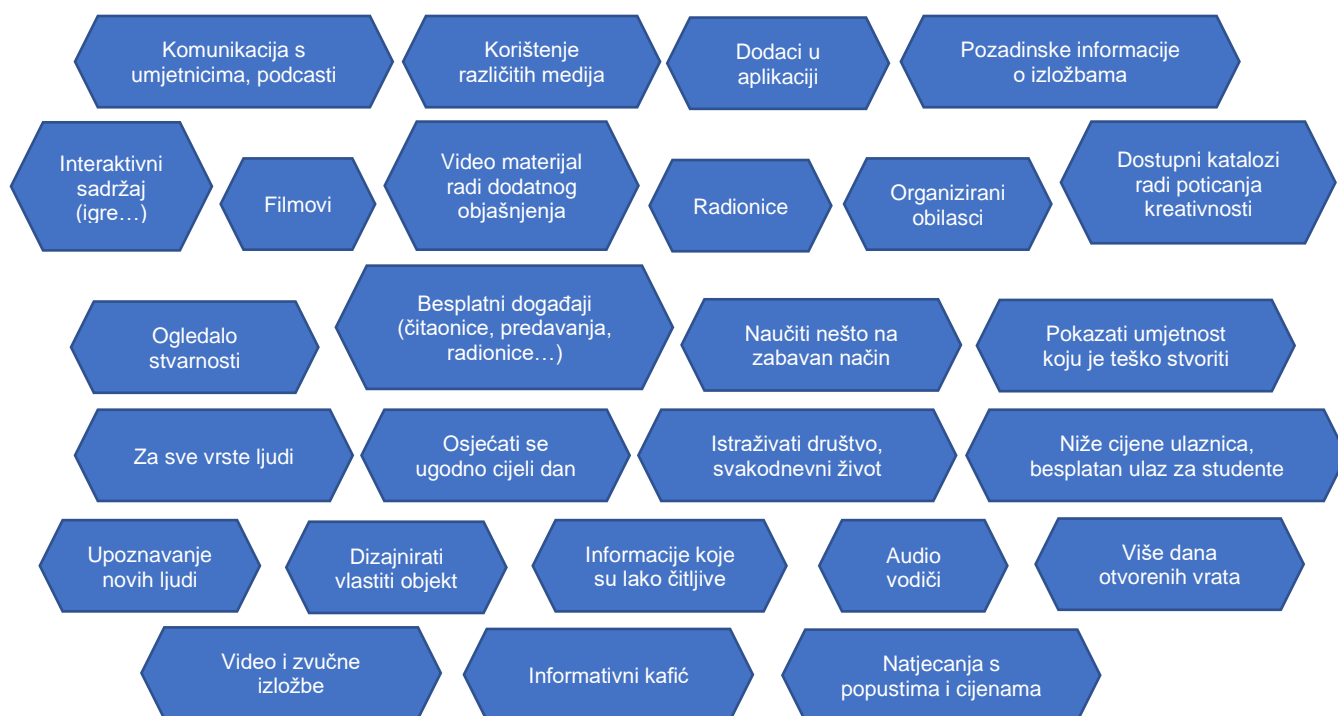 Komunikacija s
umjetnicima, podcasti
Korištenje
različitih medija
Dodaci u
aplikaciji
Pozadinske informacije
o izložbama
Interaktivni
sadržaj
(igre…)
Filmovi
Video materijal
radi dodatnog
objašnjenja
Radionice
Organizirani
obilasci
Dostupni katalozi
radi poticanja
kreativnosti
Ogledalo
stvarnosti
Besplatni događaji
(čitaonice, predavanja,
radionice…)
Naučiti nešto na
zabavan način
Pokazati umjetnost
koju je teško stvoriti
Za sve vrste ljudi
Osjećati se
ugodno cijeli dan
Istraživati društvo,
svakodnevni život
Niže cijene ulaznica,
besplatan ulaz za studente
Upoznavanje
novih ljudi
Dizajnirati
vlastiti objekt
Informacije koje
su lako čitljive
Audio
vodiči
Više dana
otvorenih vrata
Video i zvučne
izložbe
Informativni kafić
Natjecanja s
popustima i cijenama